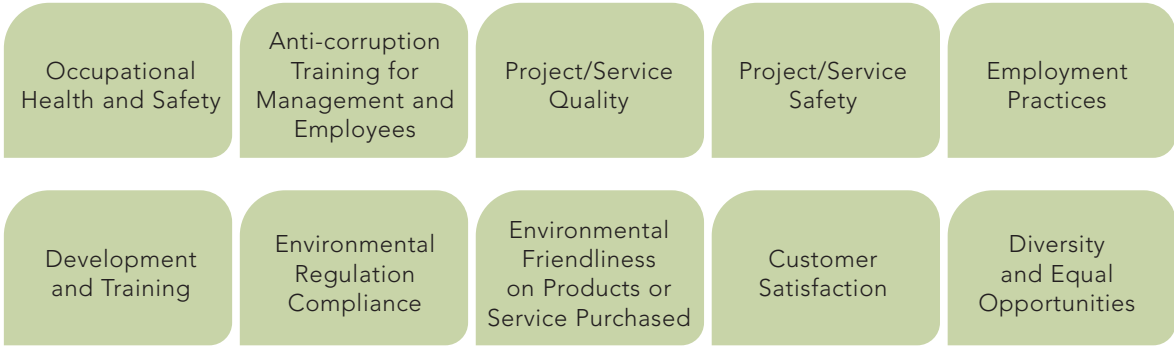 Occupational
Health and Safety
Anti-corruption
Training for
Management and
Employees
Project/Service
Quality
Project/Service
Safety
Employment
Practices
Development
and Training
Environmental
Regulation
Compliance
Environmental
Friendliness
on Products or
Service Purchased
Customer
Satisfaction
Diversity
and Equal
Opportunities